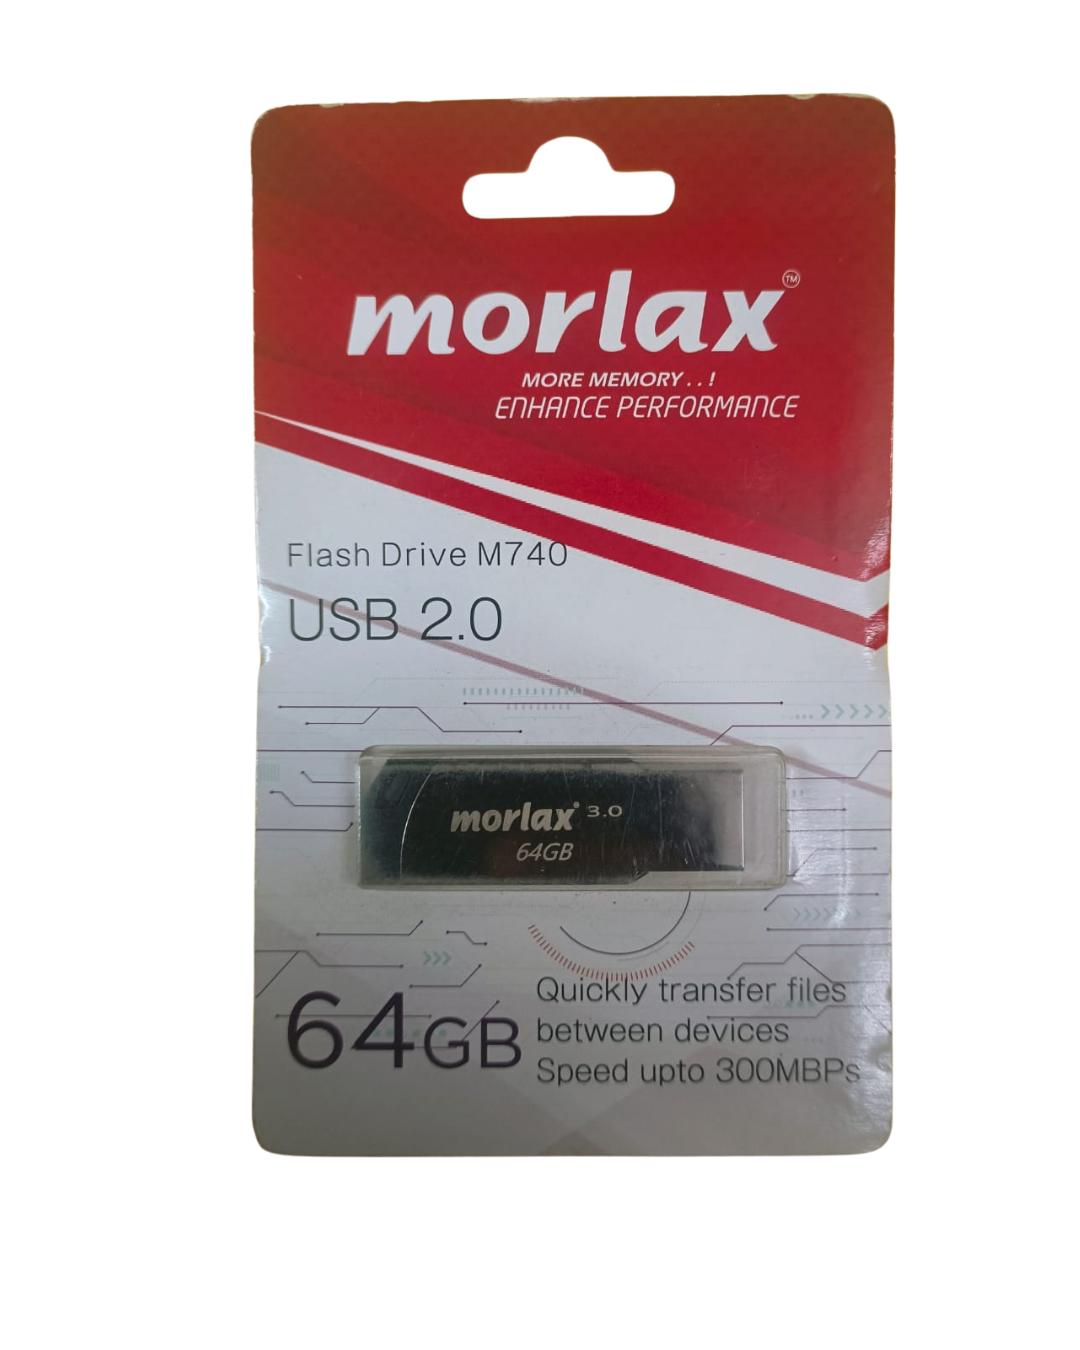 morlax™
MORE MEMORY..!
ENHANCE PERFORMANCE
Flash Drive M740
USB 2.0
morlax 3.0
64GB
64GB
Quickly transfer files
between devices
Speed upto 300MBPs